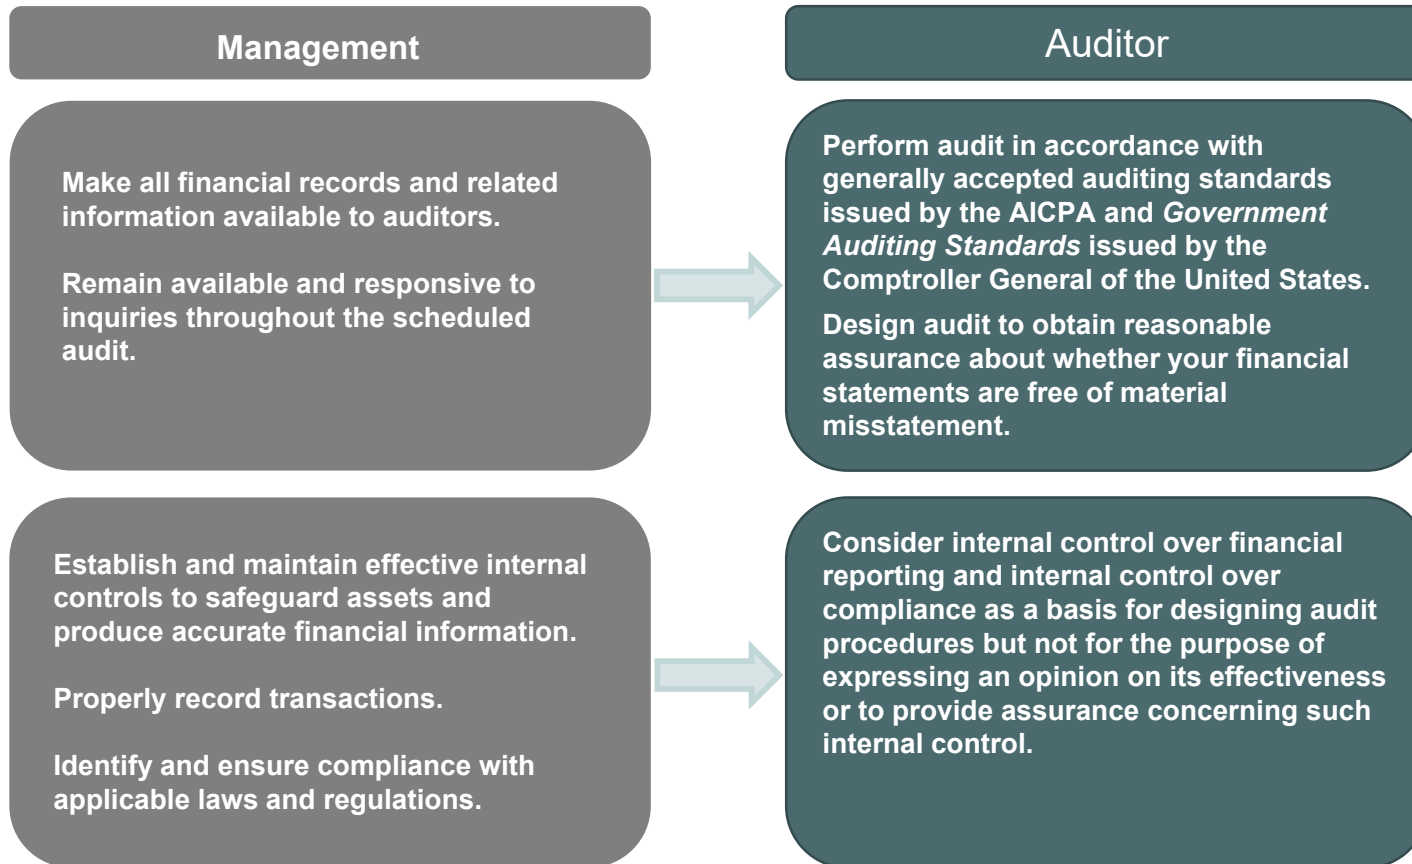 Management
Make all financial records and related
information available to auditors.
Remain available and responsive to
inquiries throughout the scheduled
audit.
Establish and maintain effective internal
controls to safeguard assets and
produce accurate financial information.
Properly record transactions.
Identify and ensure compliance with
applicable laws and regulations.
Auditor
Perform audit in accordance with
generally accepted auditing standards
issued by the AICPA and Government
Auditing Standards issued by the
Comptroller General of the United States.
Design audit to obtain reasonable
assurance about whether your financial
statements are free of material
misstatement.
Consider internal control over financial
reporting and internal control over
compliance as a basis for designing audit
procedures but not for the purpose of
expressing an opinion on its effectiveness
or to provide assurance concerning such
internal control.